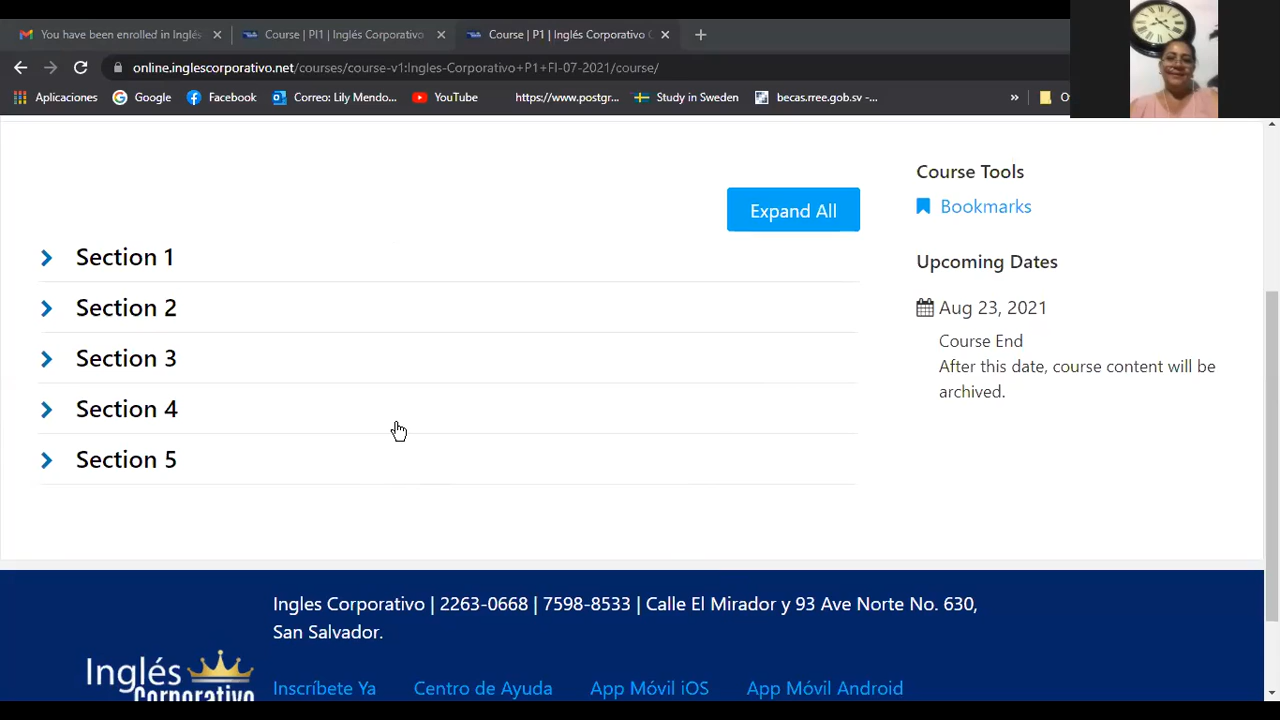 You have been enrolled in Inglés
Course | PI1 | Inglés Corporativo
Course | P1 | Inglés Corporativo
online.inglescorporativo.net/courses/course-v1:Ingles-Corporativo+P1+FI-07-2021/course/
Aplicaciones
Google
Facebook
Correo: Lily Mendo...
YouTube
https://www.postgr...
Study in Sweden
becas.rree.gob.sv -...
»
Course Tools
Bookmarks
Expand All
Upcoming Dates
Aug 23, 2021
Course End
After this date, course content will be
archived.
Section 1
Section 2
Section 3
Section 4
Section 5
Ingles Corporativo | 2263-0668 | 7598-8533 | Calle El Mirador y 93 Ave Norte No. 630,
San Salvador.
Inglés
Corporativo
Inscríbete Ya
Centro de Ayuda
App Móvil iOS
App Móvil Android